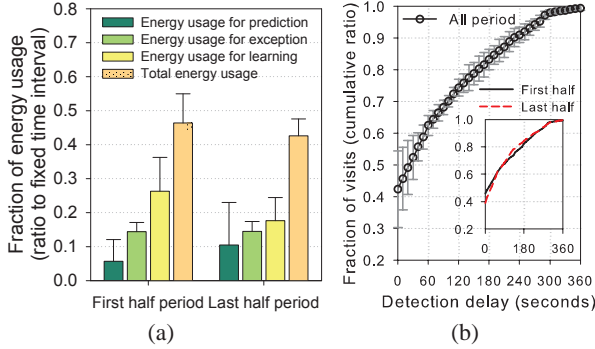 Fraction of energy usage
(ratio to fixed time interval)
0.8
0.7
0.6
0.5
0.4
0.3
0.2
0.1
0.0
Energy usage for prediction
Energy usage for exception
Energy usage for learning
Total energy usage
First half period
Last half period
(a)
Fraction of visits (cumulative ratio)
1.0
0.9
0.8
0.7
0.6
0.5
0.4
0.3
0.2
All period
First half
Last half
1.0
0.8
0.6
0.4
0.2
0 180 360
0 60 120 180 240 300 360
Detection delay (seconds)
(b)